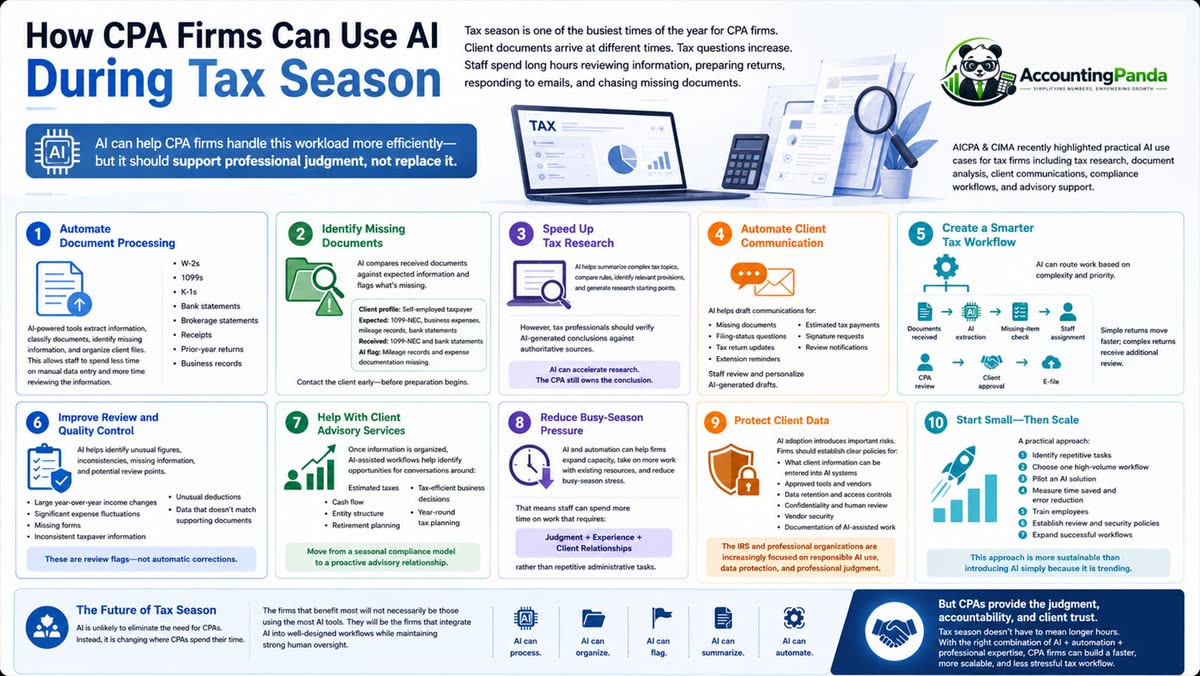 How CPA Firms Can Use AI
During Tax Season
AI
AI can help CPA firms handle this workload more efficiently—
but it should support professional judgment, not replace it.
Tax season is one of the busiest times of the year for CPA firms.
Client documents arrive at different times. Tax questions increase.
Staff spend long hours reviewing information, preparing returns,
responding to emails, and chasing missing documents.
TAX
AccountingPanda
SIMPLIFYING NUMBERS, EMPOWERING GROWTH
AICPA & CIMA recently highlighted practical AI use
cases for tax firms including tax research, document
analysis, client communications, compliance
workflows, and advisory support.
1
Automate
Document Processing
AI-powered tools extract information,
classify documents, identify missing
information, and organize client files.
This allows staff to spend less time
on manual data entry and more time
reviewing the information.
• W-2s
• 1099s
• K-1s
• Bank statements
• Brokerage statements
• Receipts
• Prior-year returns
• Business records
2
Identify Missing
Documents
AI compares received documents
against expected information and
flags what's missing.
Client profile: Self-employed taxpayer
Expected: 1099-NEC, business expenses,
mileage records, bank statements
Received: 1099-NEC and bank statements
AI flag: Mileage records and expense
documentation missing.
Contact the client early—before preparation begins.
3
Speed Up
Tax Research
AI helps summarize complex tax topics,
compare rules, identify relevant provisions,
and generate research starting points.
However, tax professionals should verify
AI-generated conclusions against
authoritative sources.
AI can accelerate research.
The CPA still owns the conclusion.
4
Automate Client
Communication
AI helps draft communications for:
• Missing documents
• Filing-status questions
• Tax return updates
• Extension reminders
• Estimated tax payments
• Signature requests
• Review notifications
Staff review and personalize
AI-generated drafts.
5
Create a Smarter
Tax Workflow
AI can route work based on
complexity and priority.
Documents
received
AI
AI
extraction
Missing-item
check
Staff
assignment
CPA
review
Client
approval
E-file
Simple returns move
faster; complex returns
receive additional
review.
6
Improve Review and
Quality Control
AI helps identify unusual figures,
inconsistencies, missing information,
and potential review points.
• Large year-over-year income changes
• Significant expense fluctuations
• Missing forms
• Inconsistent taxpayer information
• Unusual deductions
• Data that doesn't match
supporting documents
These are review flags—not automatic corrections.
7
Help With Client
Advisory Services
Once information is organized,
AI-assisted workflows help identify
opportunities for conversations around:
Estimated taxes
• Cash flow
• Entity structure
• Retirement planning
• Tax-efficient business
decisions
• Year-round
tax planning
Move from a seasonal compliance model
to a proactive advisory relationship.
8
Reduce Busy-Season
Pressure
AI and automation can help firms
expand capacity, take on more work
with existing resources, and reduce
busy-season stress.
That means staff can spend more
time on work that requires:
Judgment + Experience +
Client Relationships
rather than repetitive administrative tasks.
9
Protect Client Data
AI adoption introduces important risks.
Firms should establish clear policies for:
• What client information can be
entered into AI systems
• Approved tools and vendors
• Data retention and access controls
• Confidentiality and human review
• Vendor security
• Documentation of AI-assisted work
The IRS and professional organizations are
increasingly focused on responsible AI use,
data protection, and professional judgment.
10
Start Small—Then Scale
A practical approach:
1 Identify repetitive tasks
2 Choose one high-volume workflow
3 Pilot an AI solution
4 Measure time saved and
error reduction
5 Train employees
6 Establish review and security policies
7 Expand successful workflows
This approach is more sustainable than
introducing AI simply because it is trending.
The Future of Tax Season
AI is unlikely to eliminate the need for CPAs.
Instead, it is changing where CPAs spend their time.
The firms that benefit most will not necessarily be those
using the most AI tools. They will be the firms that integrate
AI into well-designed workflows while maintaining
strong human oversight.
AI
AI can
process.
AI can
organize.
AI can
flag.
AI can
summarize.
AI can
automate.
But CPAs provide the judgment,
accountability, and client trust.
Tax season doesn't have to mean longer hours.
With the right combination of AI + automation +
professional expertise, CPA firms can build a faster,
more scalable, and less stressful tax workflow.